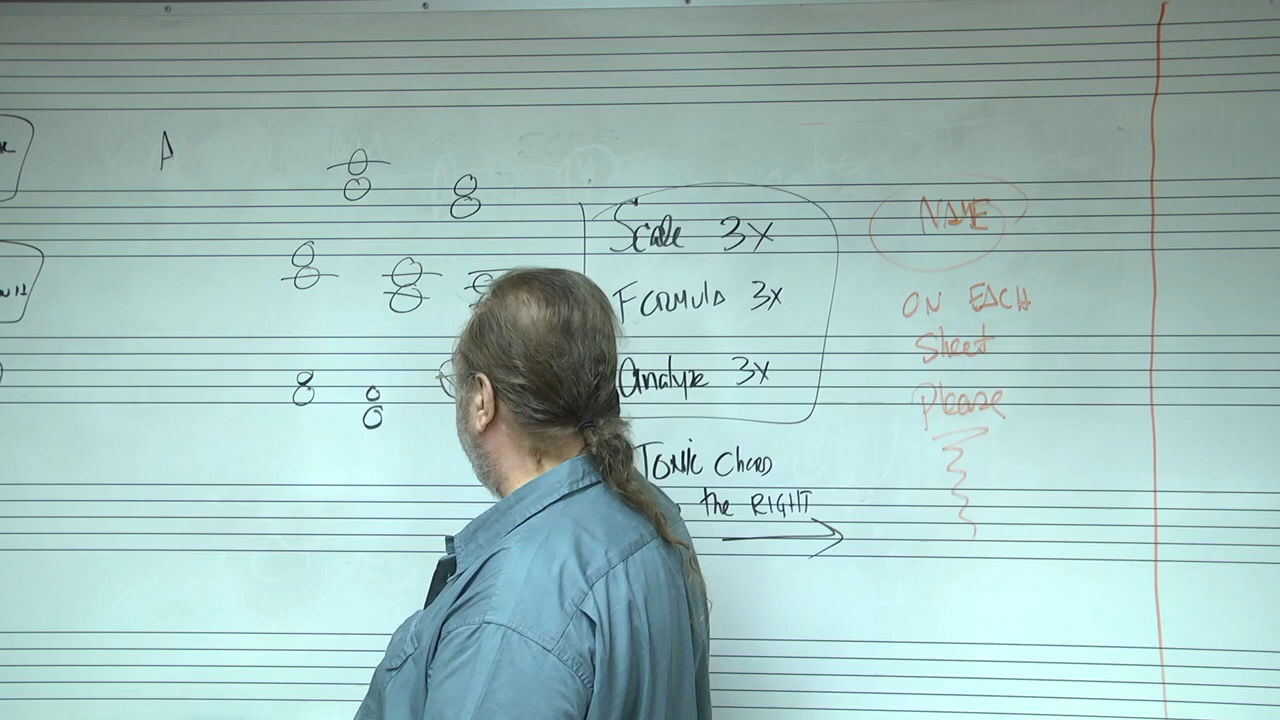 Scale 3x
Formula 3x
Analyze 3x
Tonic Chord
the RIGHT
NAME
ON EACH
Sheet
Please